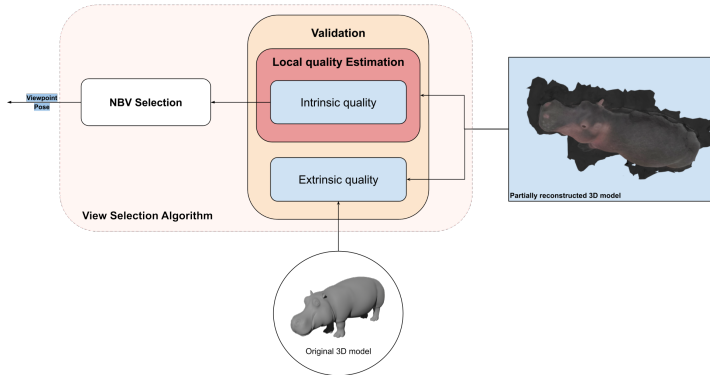 Validation
Local quality Estimation
Intrinsic quality
NBV Selection
Viewpoint
Pose
Extrinsic quality
Partially reconstructed 3D model
View Selection Algorithm
Original 3D model